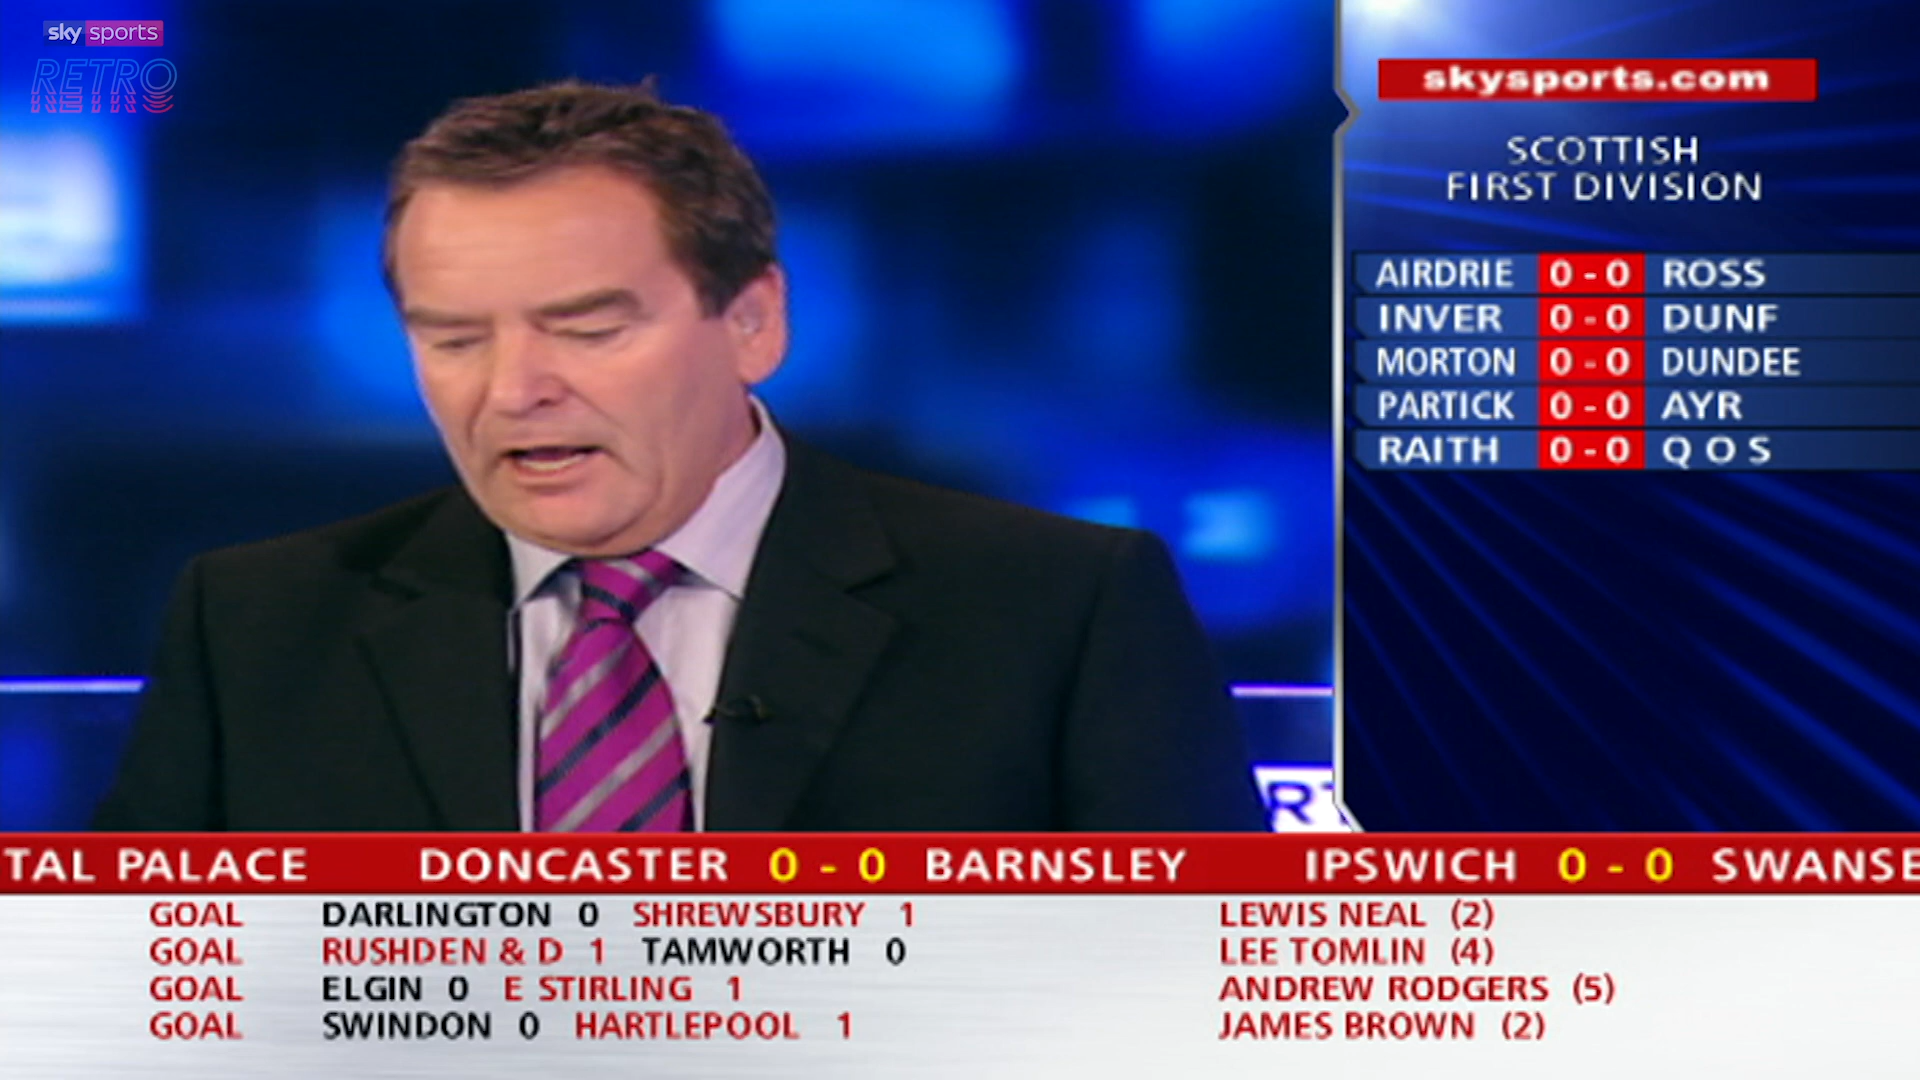 sky sports
RETRO
skysports.com
SCOTTISH
FIRST DIVISION
AIRDRIE 0 - 0 ROSS
INVER 0 - 0 DUNF
MORTON 0 - 0 DUNDEE
PARTICK 0 - 0 AYR
RAITH 0 - 0 Q O S
RT
TAL PALACE DONCASTER 0 - 0 BARNSLEY IPSWICH 0 - 0 SWANSE
GOAL DARLINGTON 0 SHREWSBURY 1 LEWIS NEAL (2)
GOAL RUSHDEN & D 1 TAMWORTH 0 LEE TOMLIN (4)
GOAL ELGIN 0 E STIRLING 1 ANDREW RODGERS (5)
GOAL SWINDON 0 HARTLEPOOL 1 JAMES BROWN (2)